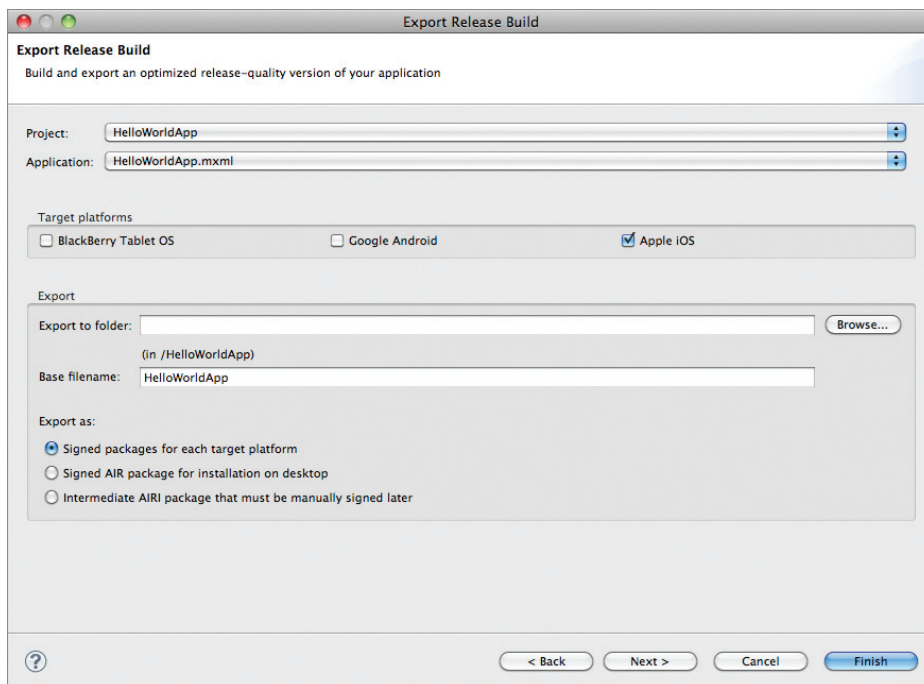 Export Release Build
Export Release Build
Build and export an optimized release-quality version of your application
Project: HelloWorldApp
Application: HelloWorldApp.mxml
Target platforms
BlackBerry Tablet OS Google Android Apple iOS
Export
Export to folder: Browse...
(in /HelloWorldApp)
Base filename: HelloWorldApp
Export as:
Signed packages for each target platform
Signed AIR package for installation on desktop
Intermediate AIRI package that must be manually signed later
? < Back Next > Cancel Finish